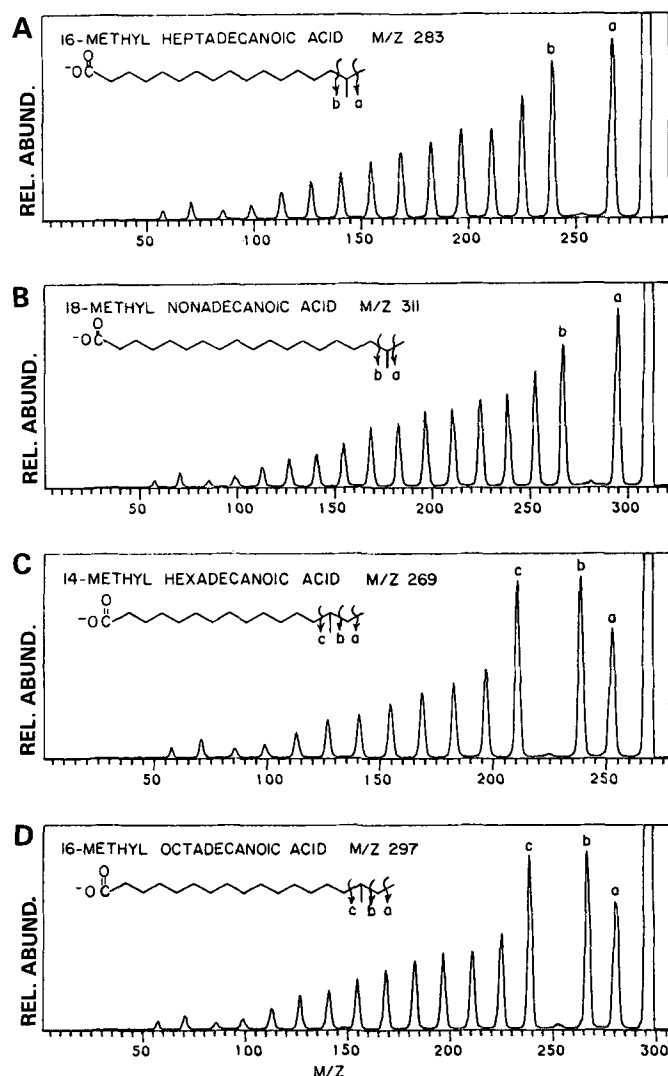 A
16-METHYL HEPTADECANOIC ACID M/Z 283
O
-OC
b a
b
a
REL. ABUND.
50 100 150 200 250
B
18-METHYL NONADECANOIC ACID M/Z 311
O
-OC
b a
b
a
REL. ABUND.
50 100 150 200 250 300
C
14-METHYL HEXADECANOIC ACID M/Z 269
O
-OC
c b a
c
b
a
REL. ABUND.
50 100 150 200 250
D
16-METHYL OCTADECANOIC ACID M/Z 297
O
-OC
c b a
c
b
a
REL. ABUND.
50 100 150 200 250 300
M/Z